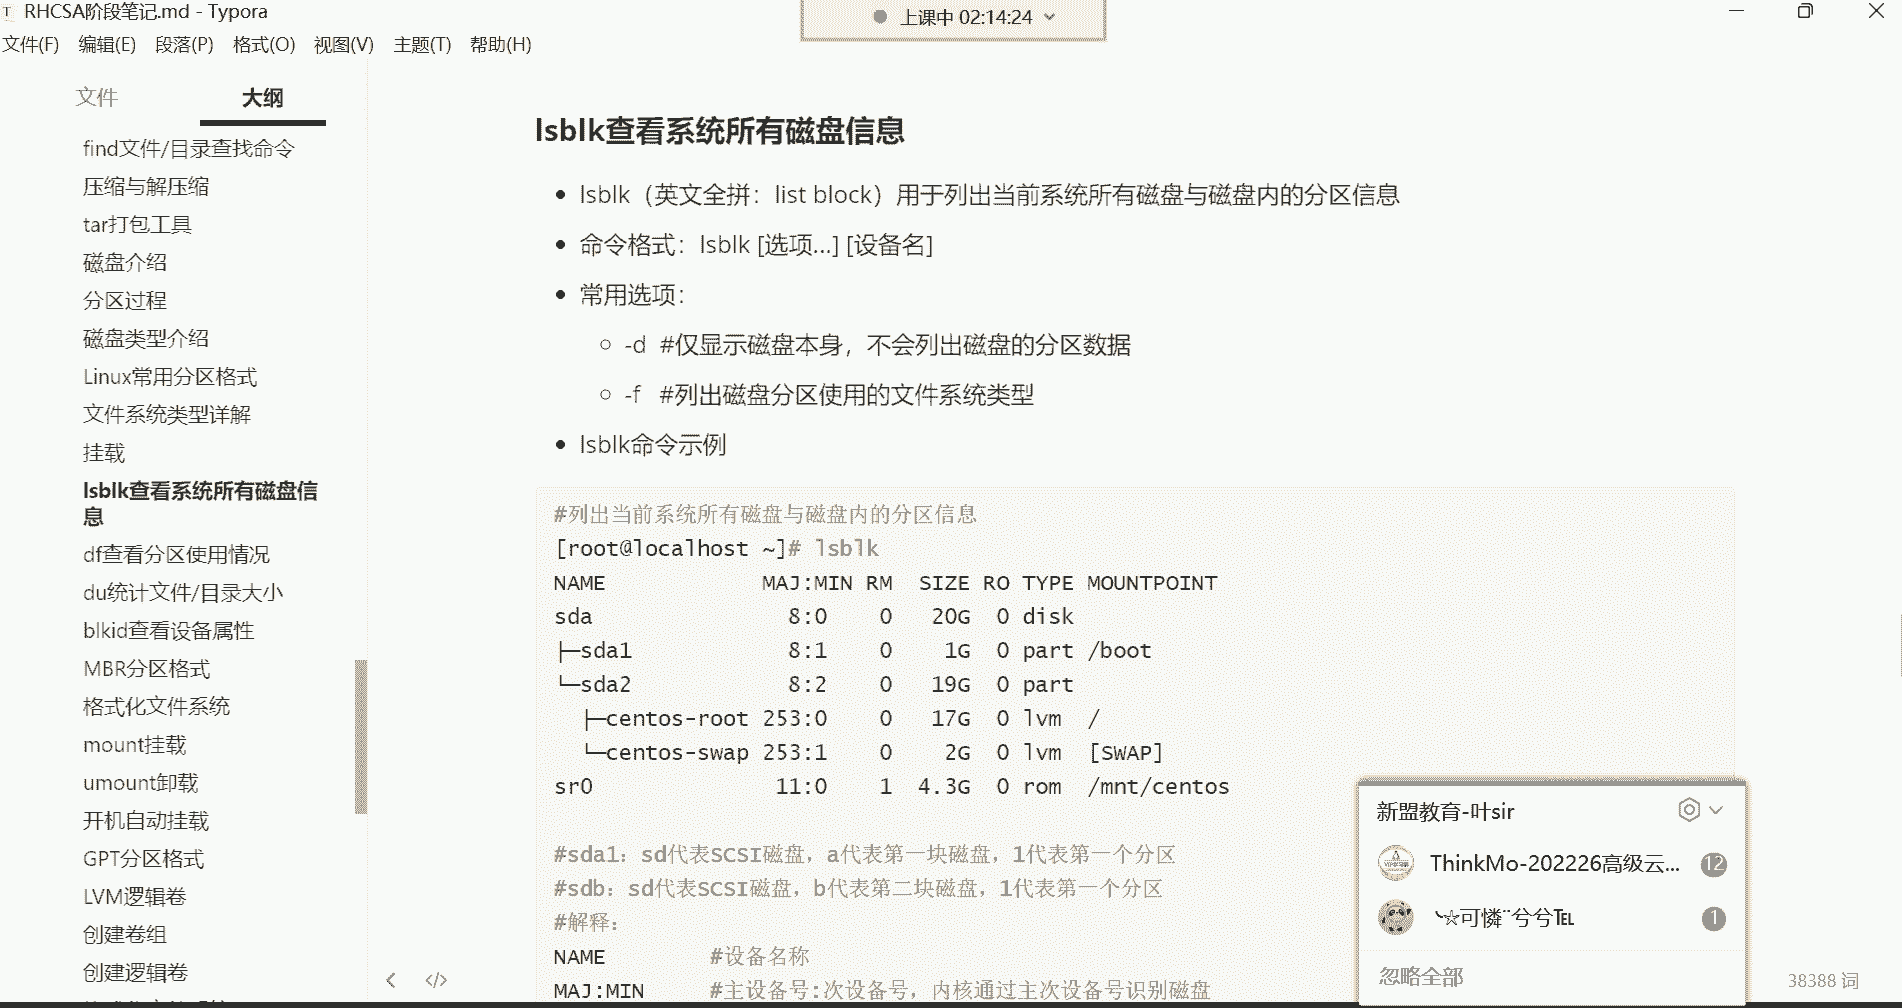 RHCSA阶段笔记.md - Typora
上课中 02:14:24
文件(F) 编辑(E) 段落(P) 格式(O) 视图(V) 主题(T) 帮助(H)
文件 大纲
find文件/目录查找命令
压缩与解压缩
tar打包工具
磁盘介绍
分区过程
磁盘类型介绍
Linux常用分区格式
文件系统类型详解
挂载
lsblk查看系统所有磁盘信
息
df查看分区使用情况
du统计文件/目录大小
blkid查看设备属性
MBR分区格式
格式化文件系统
mount挂载
umount卸载
开机自动挂载
GPT分区格式
LVM逻辑卷
创建卷组
创建逻辑卷
lsblk查看系统所有磁盘信息
lsblk（英文全拼：list block）用于列出当前系统所有磁盘与磁盘内的分区信息
命令格式：lsblk [选项...] [设备名]
常用选项：
-d #仅显示磁盘本身，不会列出磁盘的分区数据
-f #列出磁盘分区使用的文件系统类型
lsblk命令示例
#列出当前系统所有磁盘与磁盘内的分区信息
[root@localhost ~]# lsblk
NAME MAJ:MIN RM SIZE RO TYPE MOUNTPOINT
sda 8:0 0 20G 0 disk
├─sda1 8:1 0 1G 0 part /boot
└─sda2 8:2 0 19G 0 part
├─centos-root 253:0 0 17G 0 lvm /
└─centos-swap 253:1 0 2G 0 lvm [SWAP]
sr0 11:0 1 4.3G 0 rom /mnt/centos
#sda1：sd代表SCSI磁盘，a代表第一块磁盘，1代表第一个分区
#sdb：sd代表SCSI磁盘，b代表第二块磁盘，1代表第一个分区
#解释：
NAME #设备名称
MAJ:MIN #主设备号:次设备号，内核通过主次设备号识别磁盘
新盟教育-叶sir
ThinkMo-202226高级云... 12
╰☆可憐¨兮兮℡ 1
忽略全部
38388 词